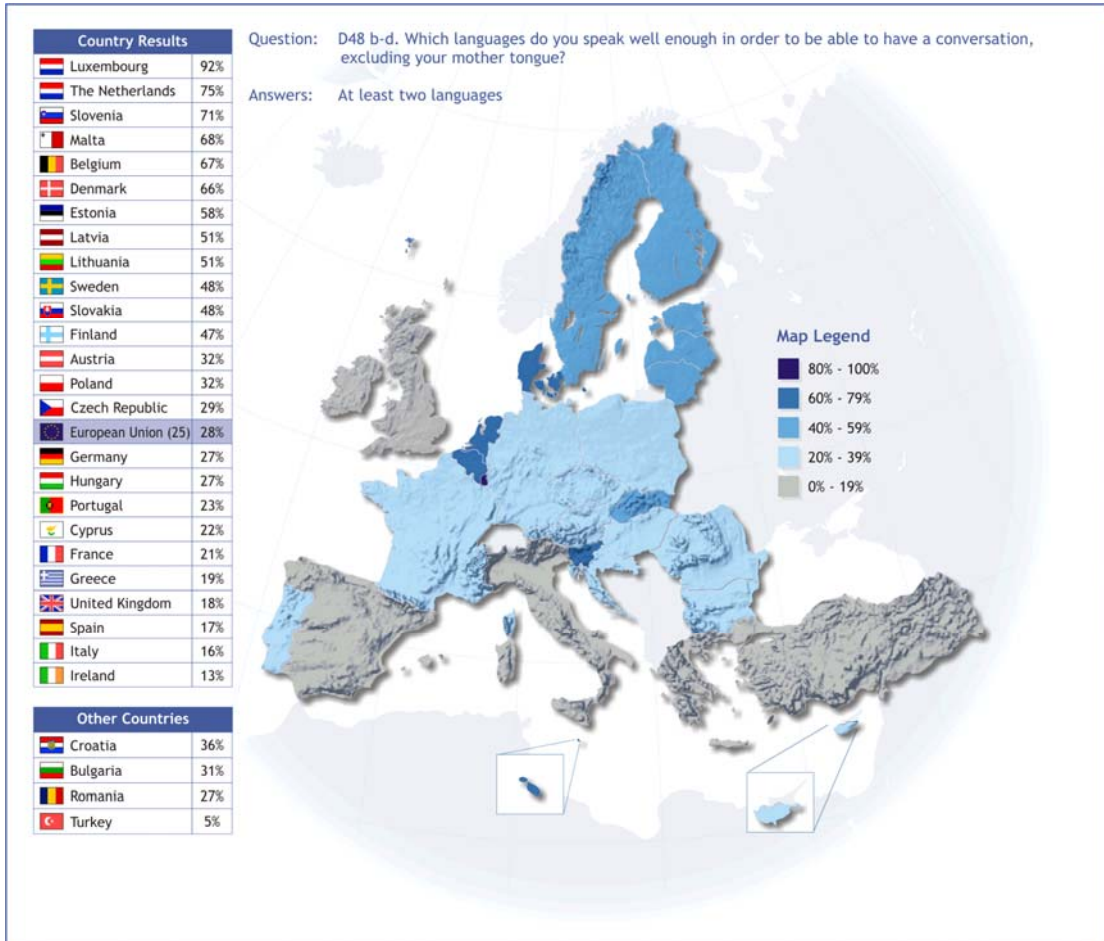 Country Results
Luxembourg 92%
The Netherlands 75%
Slovenia 71%
Malta 68%
Belgium 67%
Denmark 66%
Estonia 58%
Latvia 51%
Lithuania 51%
Sweden 48%
Slovakia 48%
Finland 47%
Austria 32%
Poland 32%
Czech Republic 29%
European Union (25) 28%
Germany 27%
Hungary 27%
Portugal 23%
Cyprus 22%
France 21%
Greece 19%
United Kingdom 18%
Spain 17%
Italy 16%
Ireland 13%
Other Countries
Croatia 36%
Bulgaria 31%
Romania 27%
Turkey 5%
Question: D48 b-d. Which languages do you speak well enough in order to be able to have a conversation,
excluding your mother tongue?
Answers: At least two languages
Map Legend
80% - 100%
60% - 79%
40% - 59%
20% - 39%
0% - 19%